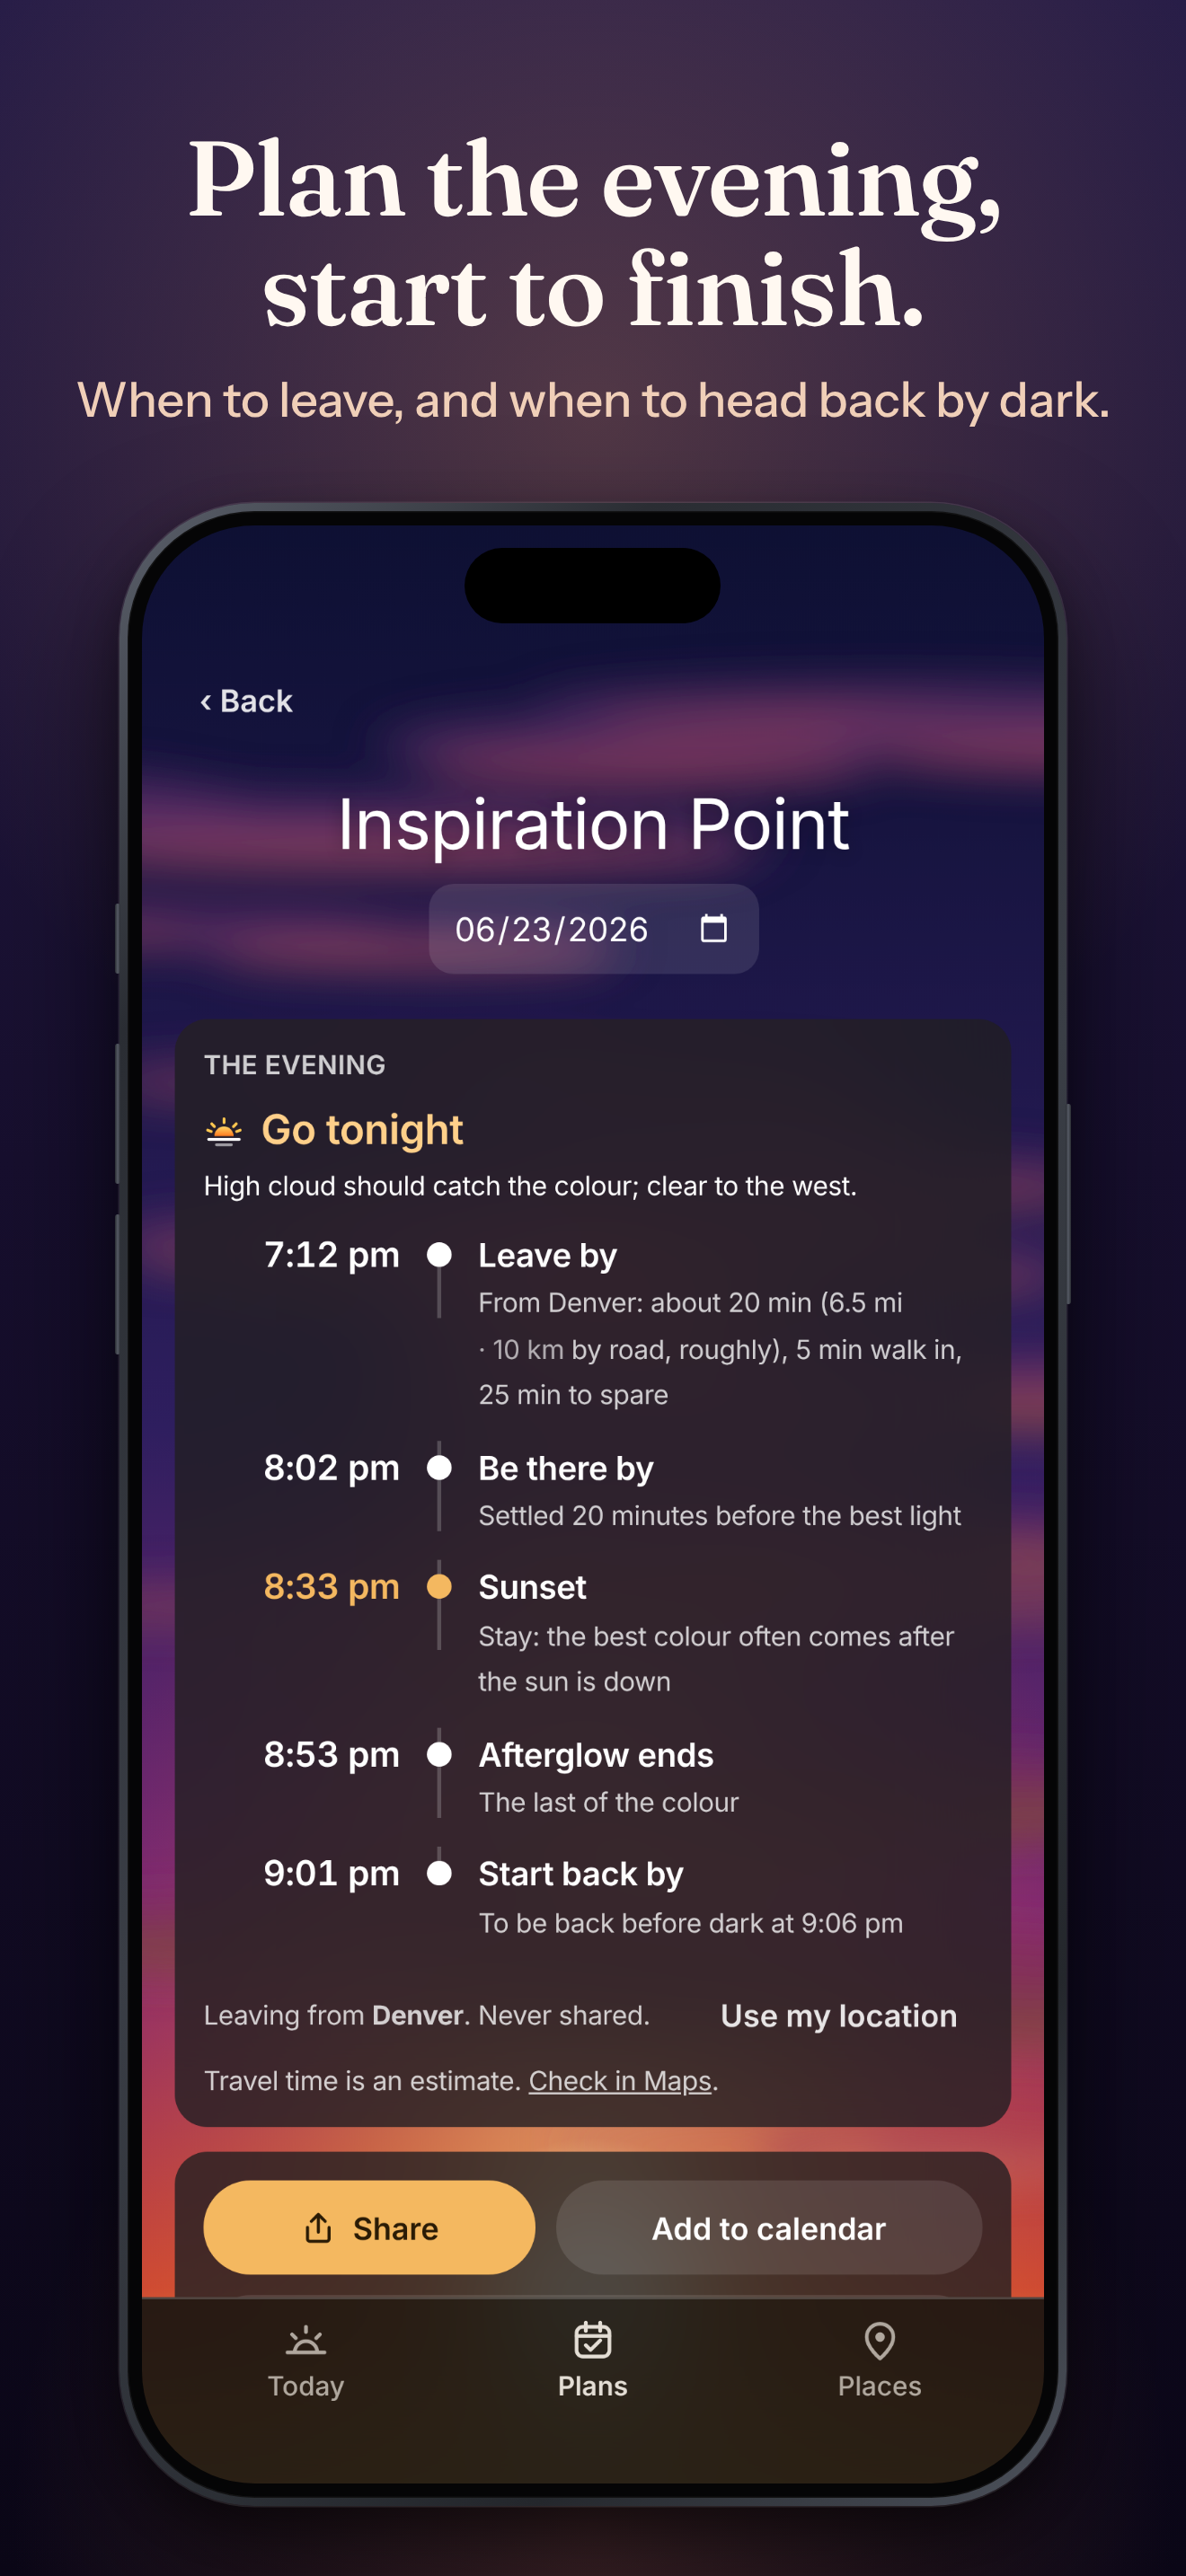 Plan the evening,
start to finish.
When to leave, and when to head back by dark.
‹ Back
Inspiration Point
06/23/2026
THE EVENING
Go tonight
High cloud should catch the colour; clear to the west.
7:12 pm
Leave by
From Denver: about 20 min (6.5 mi
· 10 km by road, roughly), 5 min walk in,
25 min to spare
8:02 pm
Be there by
Settled 20 minutes before the best light
8:33 pm
Sunset
Stay: the best colour often comes after
the sun is down
8:53 pm
Afterglow ends
The last of the colour
9:01 pm
Start back by
To be back before dark at 9:06 pm
Leaving from Denver. Never shared.
Use my location
Travel time is an estimate. Check in Maps.
Share
Add to calendar
Today
Plans
Places